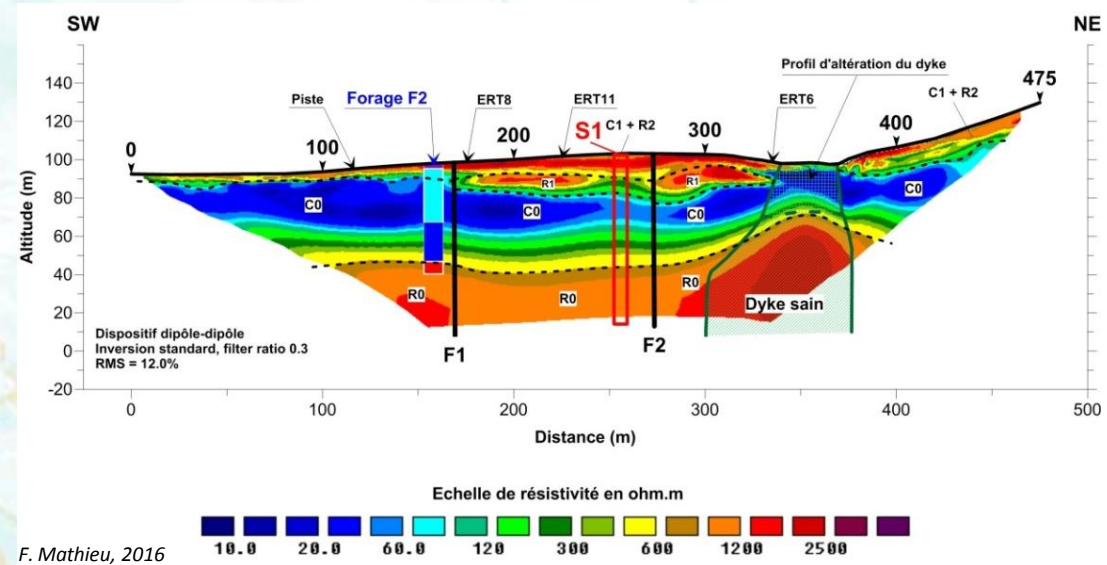 SW
NE
Profil d'altération du dyke
475
C1 + R2
Piste
Forage F2
ERT8
ERT11
C1 + R2
ERT6
S1
0
100
200
300
400
140
120
100
80
60
40
20
0
-20
Altitude (m)
C0
R1
C0
R1
C0
C0
R0
R0
R0
Dyke sain
F1
F2
Dispositif dipôle-dipôle
Inversion standard, filter ratio 0.3
RMS = 12.0%
0 100 200 300 400 500
Distance (m)
Echelle de résistivité en ohm.m
10.0 20.0 60.0 120 300 600 1200 2500
F. Mathieu, 2016